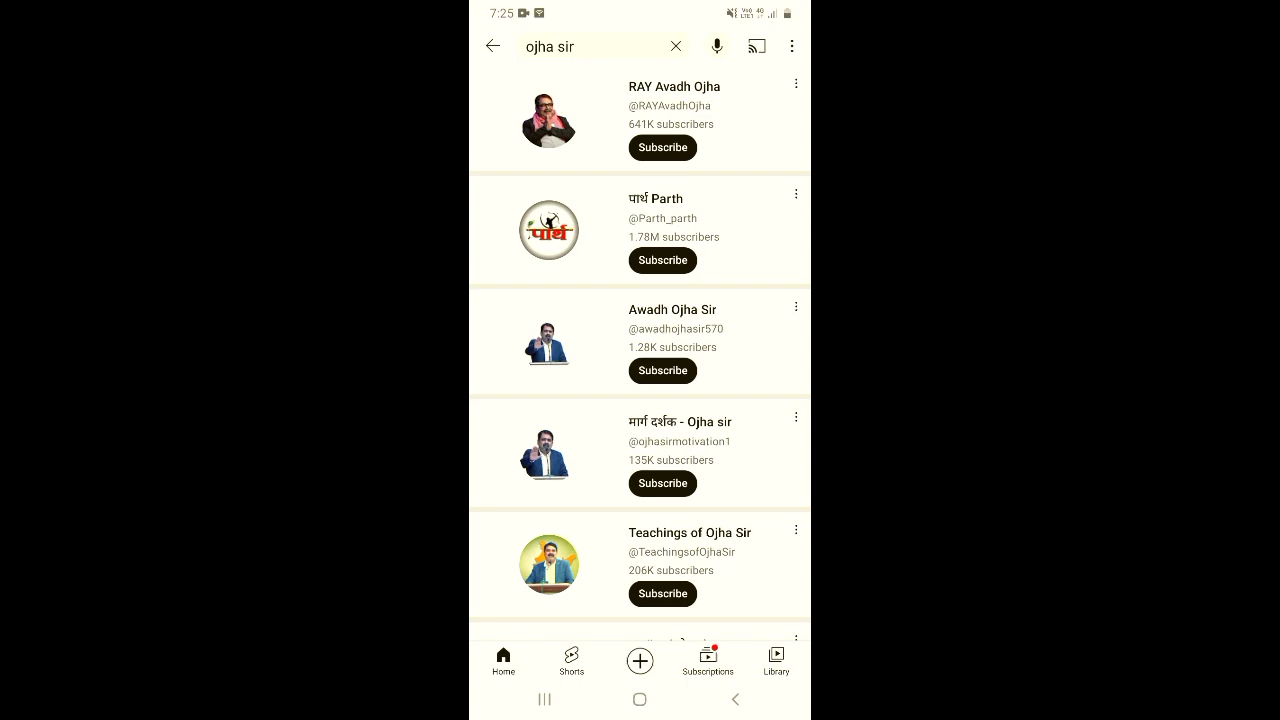 7:25
ojha sir
RAY Avadh Ojha
@RAYAvadhOjha
641K subscribers
Subscribe
पार्थ
पार्थ Parth
@Parth_parth
1.78M subscribers
Subscribe
Awadh Ojha Sir
@awadhojhasir570
1.28K subscribers
Subscribe
मार्ग दर्शक - Ojha sir
@ojhasirmotivation1
135K subscribers
Subscribe
Teachings of Ojha Sir
@TeachingsofOjhaSir
206K subscribers
Subscribe
Home Shorts Subscriptions Library